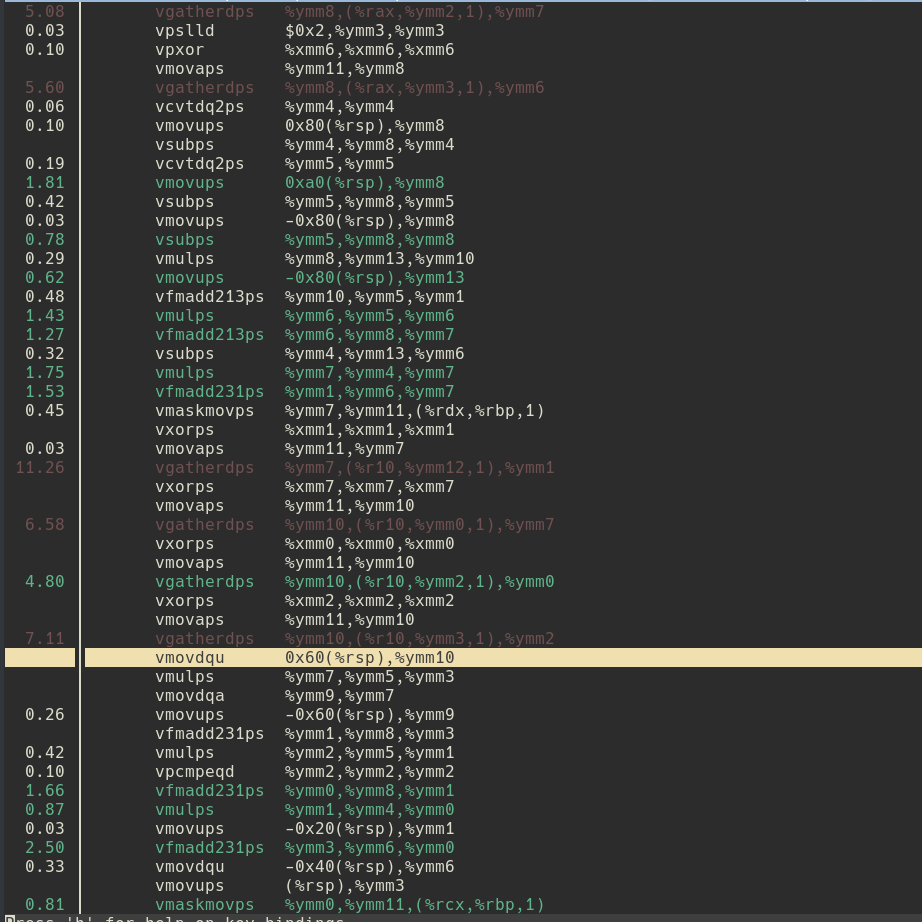 5.08 vgatherdps %ymm8,(%rax,%ymm2,1),%ymm7
0.03 vpslld $0x2,%ymm3,%ymm3
0.10 vpxor %xmm6,%xmm6,%xmm6
vmovaps %ymm11,%ymm8
5.60 vgatherdps %ymm8,(%rax,%ymm3,1),%ymm6
0.06 vcvtdq2ps %ymm4,%ymm4
0.10 vmovups 0x80(%rsp),%ymm8
vsubps %ymm4,%ymm8,%ymm4
0.19 vcvtdq2ps %ymm5,%ymm5
1.81 vmovups 0xa0(%rsp),%ymm8
0.42 vsubps %ymm5,%ymm8,%ymm5
0.03 vmovups -0x80(%rsp),%ymm8
0.78 vsubps %ymm5,%ymm8,%ymm8
0.29 vmulps %ymm8,%ymm13,%ymm10
0.62 vmovups -0x80(%rsp),%ymm13
0.48 vfmadd213ps %ymm10,%ymm5,%ymm1
1.43 vmulps %ymm6,%ymm5,%ymm6
1.27 vfmadd213ps %ymm6,%ymm8,%ymm7
0.32 vsubps %ymm4,%ymm13,%ymm6
1.75 vmulps %ymm7,%ymm4,%ymm7
1.53 vfmadd231ps %ymm1,%ymm6,%ymm7
0.45 vmaskmovps %ymm7,%ymm11,(%rdx,%rbp,1)
vxorps %xmm1,%xmm1,%xmm1
0.03 vmovaps %ymm11,%ymm7
11.26 vgatherdps %ymm7,(%r10,%ymm12,1),%ymm1
vxorps %xmm7,%xmm7,%xmm7
vmovaps %ymm11,%ymm10
6.58 vgatherdps %ymm10,(%r10,%ymm0,1),%ymm7
vxorps %xmm0,%xmm0,%xmm0
vmovaps %ymm11,%ymm10
4.80 vgatherdps %ymm10,(%r10,%ymm2,1),%ymm0
vxorps %xmm2,%xmm2,%xmm2
vmovaps %ymm11,%ymm10
7.11 vgatherdps %ymm10,(%r10,%ymm3,1),%ymm2
vmovdqu 0x60(%rsp),%ymm10
vmulps %ymm7,%ymm5,%ymm3
vmovdqa %ymm9,%ymm7
0.26 vmovups -0x60(%rsp),%ymm9
vfmadd231ps %ymm1,%ymm8,%ymm3
0.42 vmulps %ymm2,%ymm5,%ymm1
0.10 vpcmpeqd %ymm2,%ymm2,%ymm2
1.66 vfmadd231ps %ymm0,%ymm8,%ymm1
0.87 vmulps %ymm1,%ymm4,%ymm0
0.03 vmovups -0x20(%rsp),%ymm1
2.50 vfmadd231ps %ymm3,%ymm6,%ymm0
0.33 vmovdqu -0x40(%rsp),%ymm6
vmovups (%rsp),%ymm3
0.81 vmaskmovps %ymm0,%ymm11,(%rcx,%rbp,1)
Press 'h' for help on key bindings